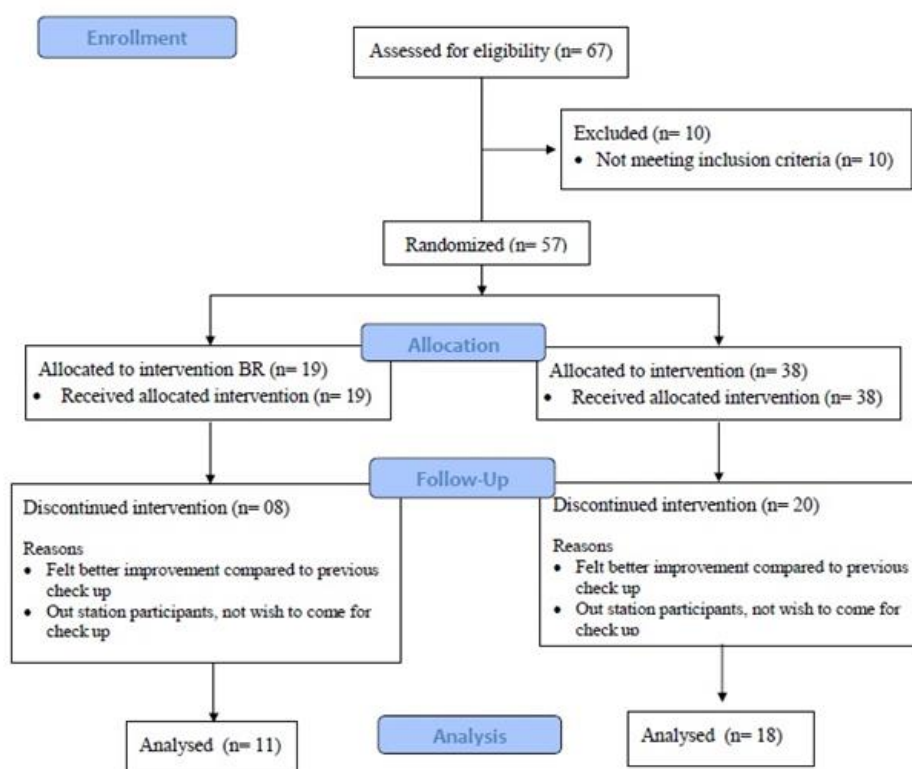 Enrollment
Assessed for eligibility (n= 67)
Excluded (n= 10)
• Not meeting inclusion criteria (n= 10)
Randomized (n= 57)
Allocation
Allocated to intervention BR (n= 19)
• Received allocated intervention (n= 19)
Allocated to intervention (n= 38)
• Received allocated intervention (n= 38)
Follow-Up
Discontinued intervention (n= 08)
Reasons
• Felt better improvement compared to previous
check up
• Out station participants, not wish to come for
check up
Discontinued intervention (n= 20)
Reasons
• Felt better improvement compared to previous
check up
• Out station participants, not wish to come for
check up
Analysis
Analysed (n= 11)
Analysed (n= 18)